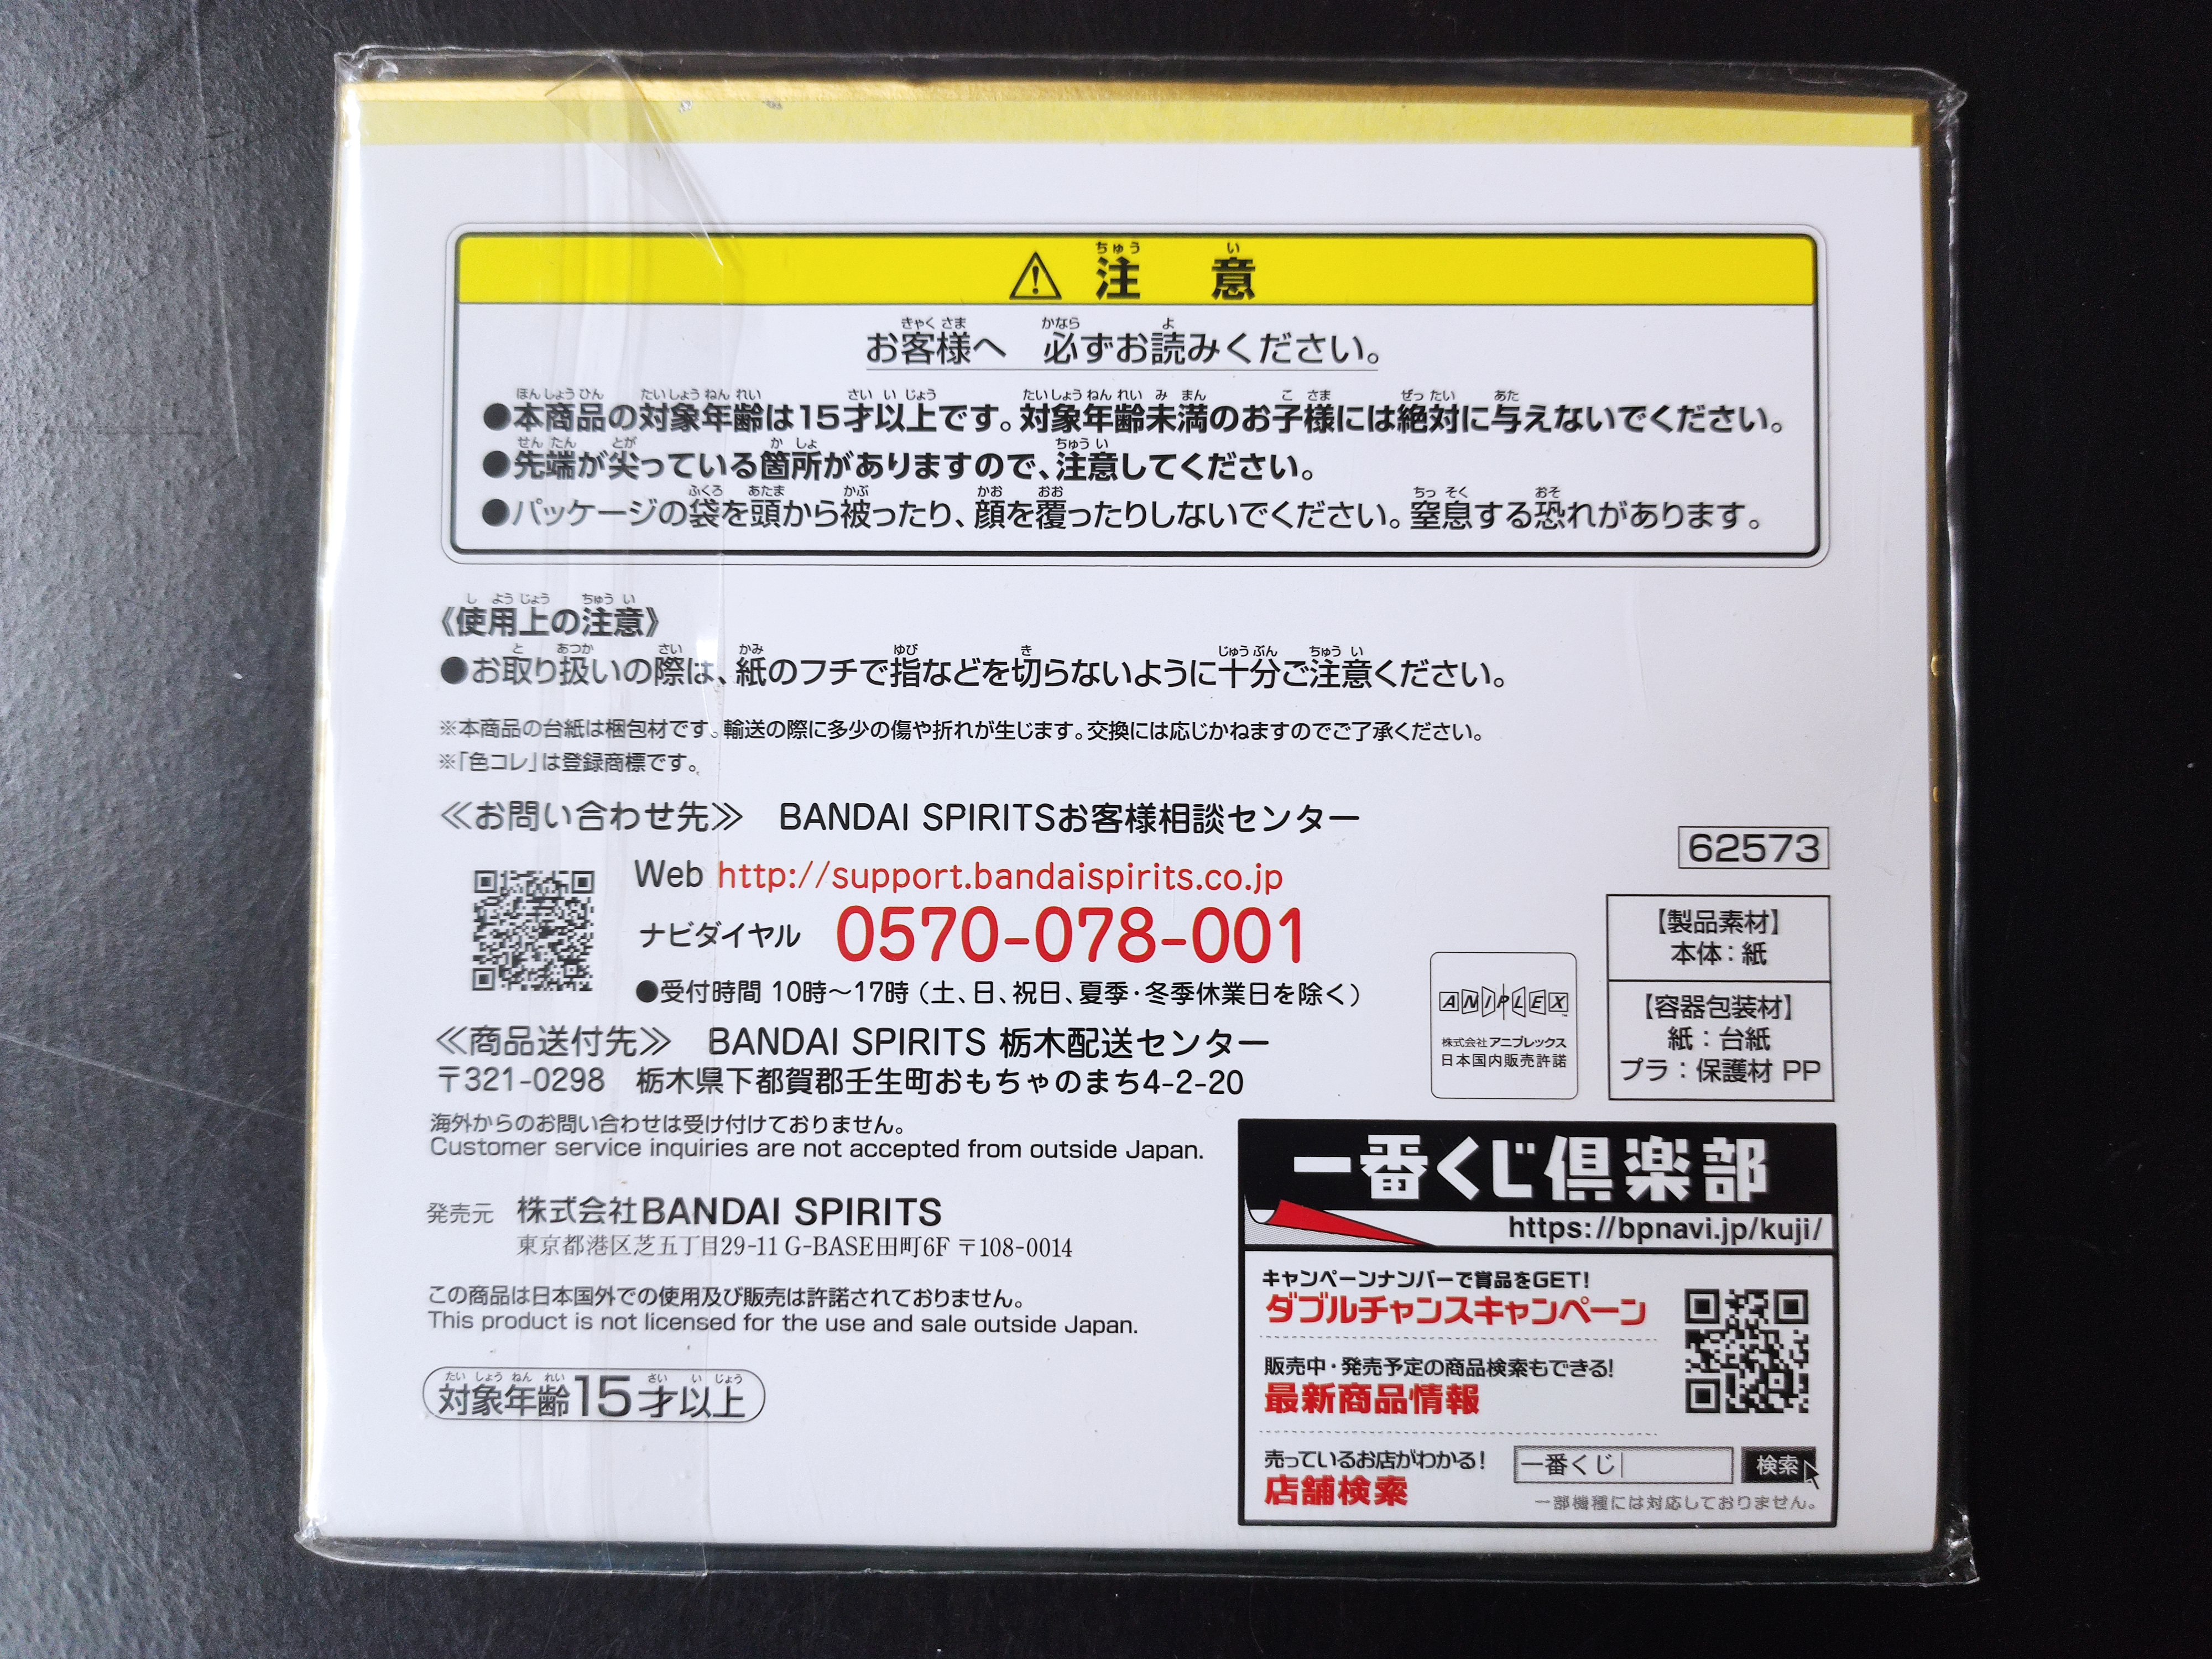 ⚠ 注意
お客様へ 必ずお読みください。
●本商品の対象年齢は15才以上です。対象年齢未満のお子様には絶対に与えないでください。
●先端が尖っている箇所がありますので、注意してください。
●パッケージの袋を頭から被ったり、顔を覆ったりしないでください。窒息する恐れがあります。
《使用上の注意》
●お取り扱いの際は、紙のフチで指などを切らないように十分ご注意ください。
※本商品の台紙は梱包材です。輸送の際に多少の傷や折れが生じます。交換には応じかねますのでご了承ください。
※「色コレ」は登録商標です。
≪お問い合わせ先≫ BANDAI SPIRITSお客様相談センター
Web http://support.bandaispirits.co.jp
ナビダイヤル 0570-078-001
●受付時間 10時～17時（土、日、祝日、夏季・冬季休業日を除く）
≪商品送付先≫ BANDAI SPIRITS 栃木配送センター
〒321-0298 栃木県下都賀郡壬生町おもちゃのまち4-2-20
海外からのお問い合わせは受け付けておりません。
Customer service inquiries are not accepted from outside Japan.
発売元 株式会社BANDAI SPIRITS
東京都港区芝五丁目29-11 G-BASE田町6F 〒108-0014
この商品は日本国外での使用及び販売は許諾されておりません。
This product is not licensed for the use and sale outside Japan.
対象年齢15才以上
62573
【製品素材】
本体：紙
【容器包装材】
紙：台紙
プラ：保護材 PP
ANIPLEX
株式会社アニプレックス
日本国内販売許諾
一番くじ倶楽部
https://bpnavi.jp/kuji/
キャンペーンナンバーで賞品をGET!
ダブルチャンスキャンペーン
販売中・発売予定の商品検索もできる!
最新商品情報
売っているお店がわかる!
店舗検索
一番くじ 検索
一部機種には対応しておりません。